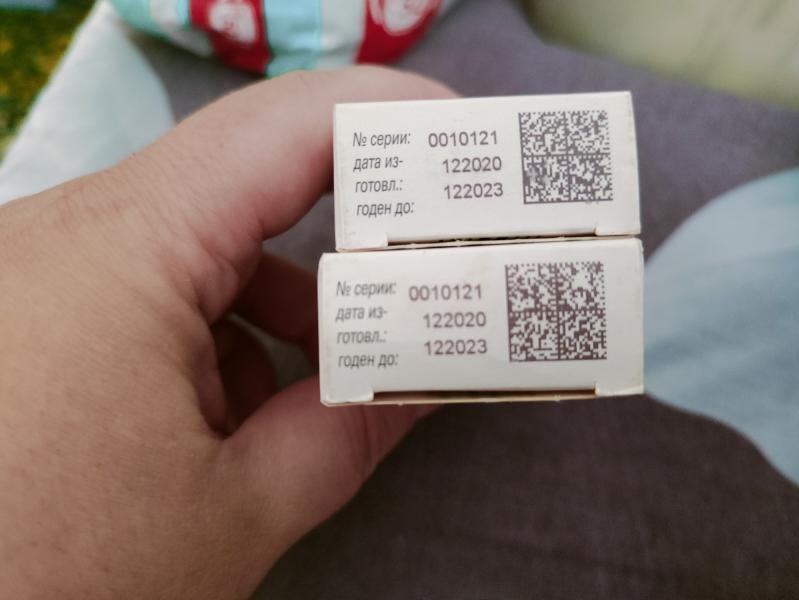 № серии: 0010121
дата из- 122020
готовл.: 122023
годен до:
№ серии: 0010121
дата из- 122020
готовл.: 122023
годен до: